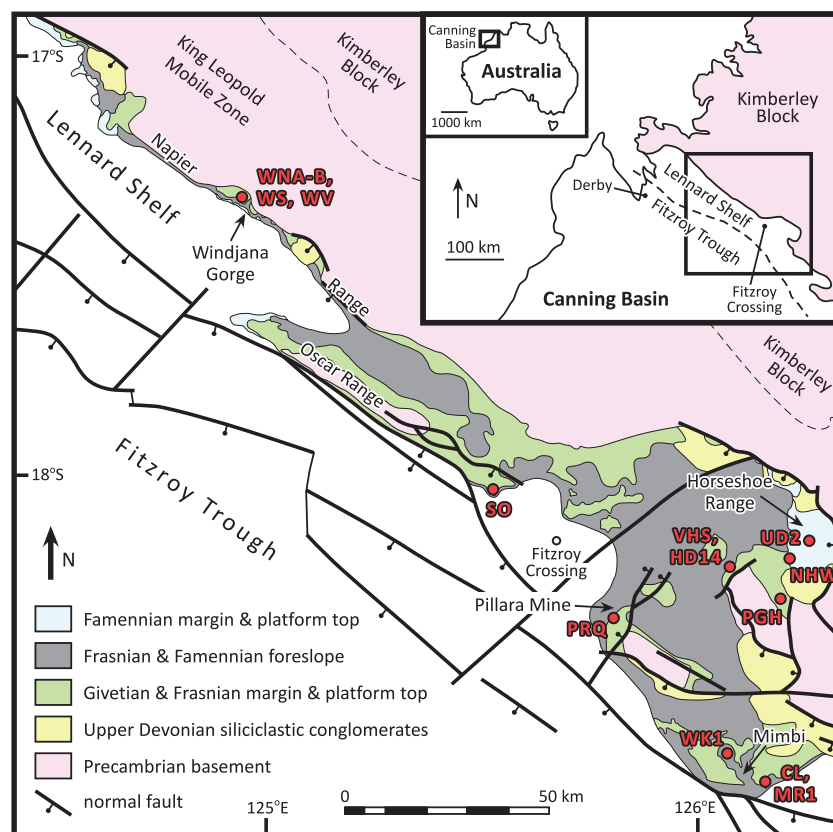 17°S
King Leopold
Mobile Zone
Kimberley
Block
Canning
Basin
Australia
1000 km
Kimberley
Block
N
Derby
Lennard Shelf
Fitzroy Trough
100 km
Fitzroy
Crossing
Canning Basin
Lennard Shelf
Napier
WNA-B,
WS, WV
Windjana
Gorge
Range
Oscar Range
Kimberley
Block
Fitzroy Trough
18°S
SO
Horseshoe
Range
VHS,
HD14
UD2
NHW
Fitzroy
Crossing
N
Pillara Mine
PRQ
PGH
Famennian margin & platform top
Frasnian & Famennian foreslope
Givetian & Frasnian margin & platform top
Upper Devonian siliciclastic conglomerates
Precambrian basement
normal fault
WK1
Mimbi
CL,
MR1
0
50 km
125°E
126°E